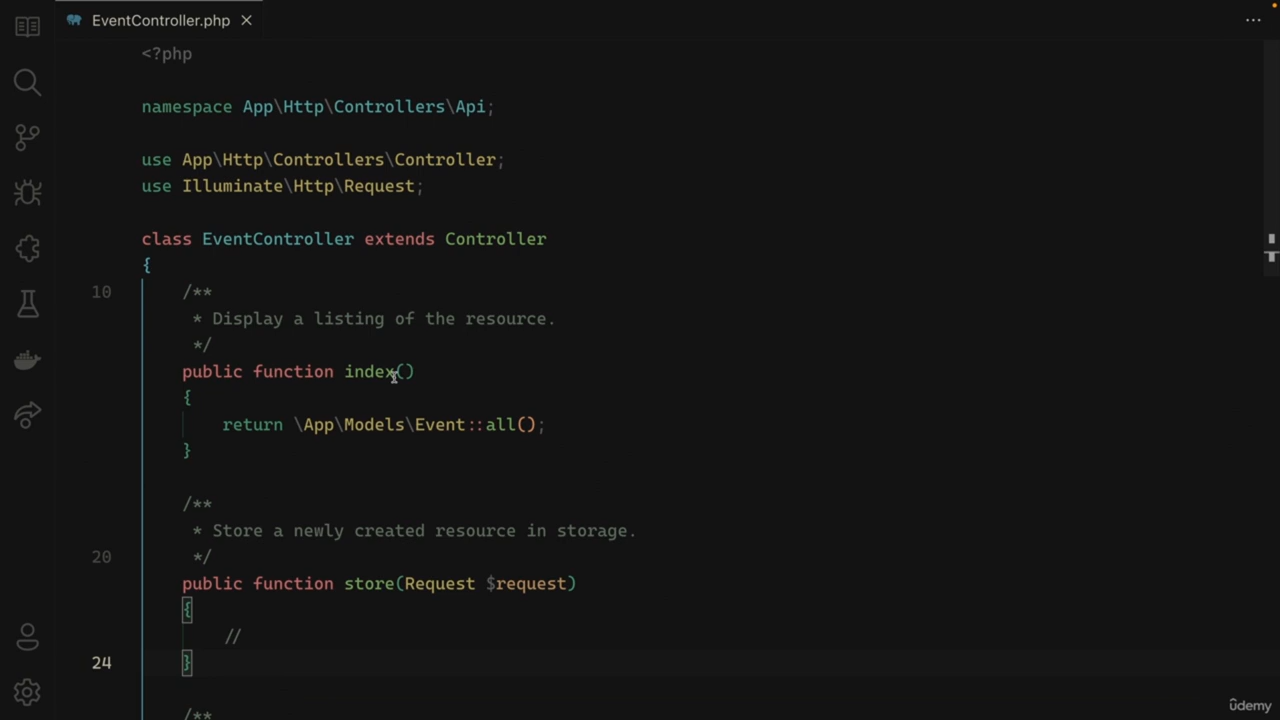 EventController.php
<?php
namespace App\Http\Controllers\Api;
use App\Http\Controllers\Controller;
use Illuminate\Http\Request;
class EventController extends Controller
{
10 /**
* Display a listing of the resource.
*/
public function index()
{
return \App\Models\Event::all();
}
/**
* Store a newly created resource in storage.
20 */
public function store(Request $request)
{
//
24 }
/**
ûdemy